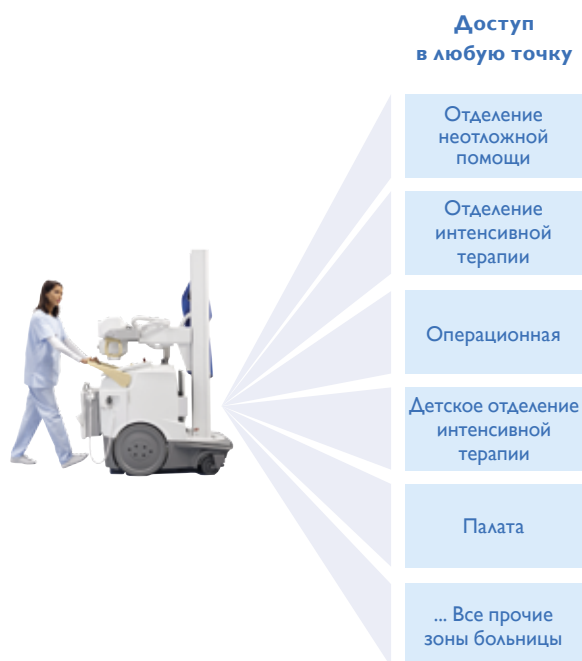 Доступ
в любую точку
Отделение
неотложной
помощи
Отделение
интенсивной
терапии
Операционная
Детское отделение
интенсивной
терапии
Палата
... Все прочие
зоны больницы